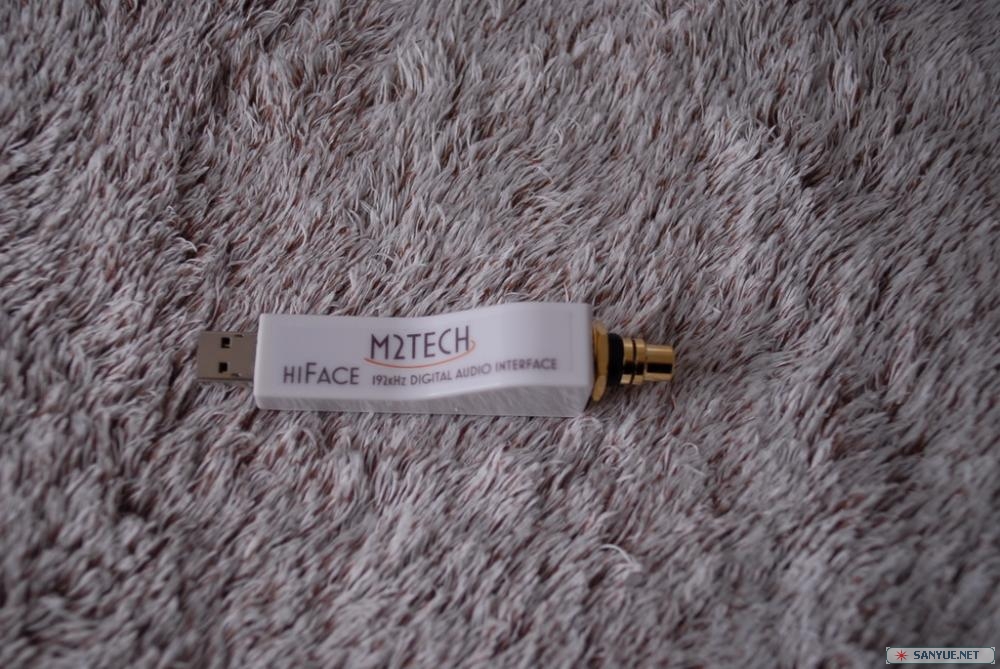 M2TECH
HIFACE 192KHZ DIGITAL AUDIO INTERFACE
SANYUE.NET